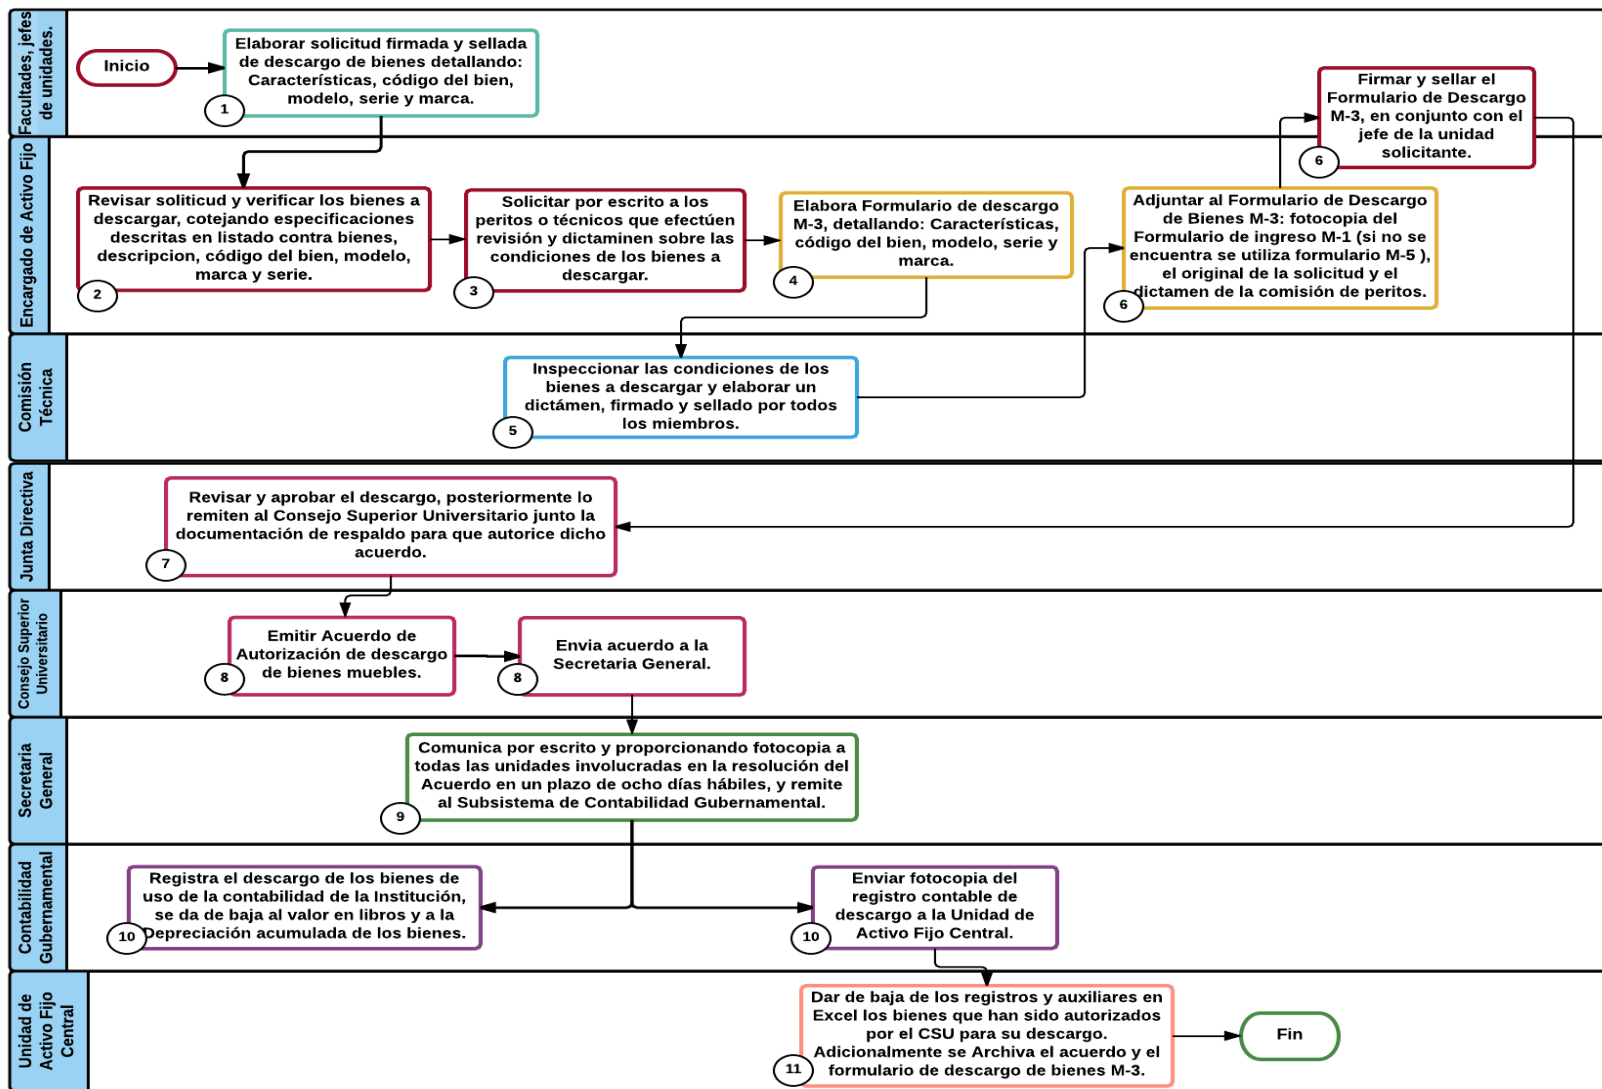 Facultades, jefes
de unidades.
Inicio
Elaborar solicitud firmada y sellada
de descargo de bienes detallando:
Características, código del bien,
modelo, serie y marca.
1
Firmar y sellar el
Formulario de Descargo
M-3, en conjunto con el
jefe de la unidad
solicitante.
6
Encargado de Activo Fijo
Revisar soliticud y verificar los bienes a
descargar, cotejando especificaciones
descritas en listado contra bienes,
descripcion, código del bien, modelo,
marca y serie.
2
Solicitar por escrito a los
peritos o técnicos que efectúen
revisión y dictaminen sobre las
condiciones de los bienes a
descargar.
3
Elabora Formulario de descargo
M-3, detallando: Características,
código del bien, modelo, serie y
marca.
4
Adjuntar al Formulario de Descargo
de Bienes M-3: fotocopia del
Formulario de ingreso M-1 (si no se
encuentra se utiliza formulario M-5 ),
el original de la solicitud y el
dictamen de la comisión de peritos.
6
Comisión
Técnica
Inspeccionar las condiciones de los
bienes a descargar y elaborar un
dictámen, firmado y sellado por todos
los miembros.
5
Junta Directiva
Revisar y aprobar el descargo, posteriormente lo
remiten al Consejo Superior Universitario junto la
documentación de respaldo para que autorice dicho
acuerdo.
7
Consejo Superior
Universitario
Emitir Acuerdo de
Autorización de descargo
de bienes muebles.
8
Envia acuerdo a la
Secretaria General.
8
Secretaria
General
Comunica por escrito y proporcionando fotocopia a
todas las unidades involucradas en la resolución del
Acuerdo en un plazo de ocho días hábiles, y remite
al Subsistema de Contabilidad Gubernamental.
9
Contabilidad
Gubernamental
Registra el descargo de los bienes de
uso de la contabilidad de la Institución,
se da de baja al valor en libros y a la
Depreciación acumulada de los bienes.
10
Enviar fotocopia del
registro contable de
descargo a la Unidad de
Activo Fijo Central.
10
Unidad de
Activo Fijo
Central
Dar de baja de los registros y auxiliares en
Excel los bienes que han sido autorizados
por el CSU para su descargo.
Adicionalmente se Archiva el acuerdo y el
formulario de descargo de bienes M-3.
11
Fin